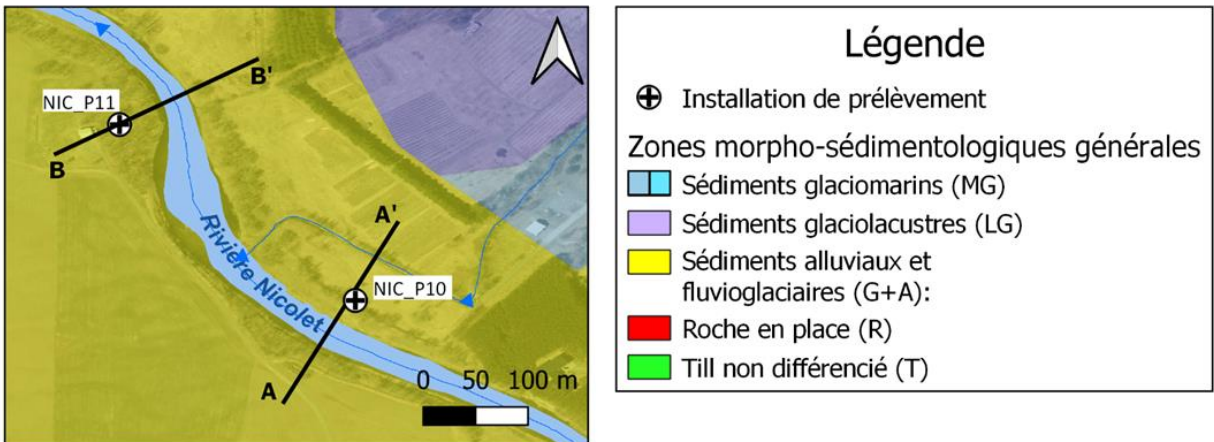 B'
NIC_P11
B
A'
NIC_P10
Rivière Nicolet
A
0 50 100 m
Légende
Installation de prélèvement
Zones morpho-sédimentologiques générales
Sédiments glaciomarins (MG)
Sédiments glaciolacustres (LG)
Sédiments alluviaux et
fluvioglaciaires (G+A):
Roche en place (R)
Till non différencié (T)